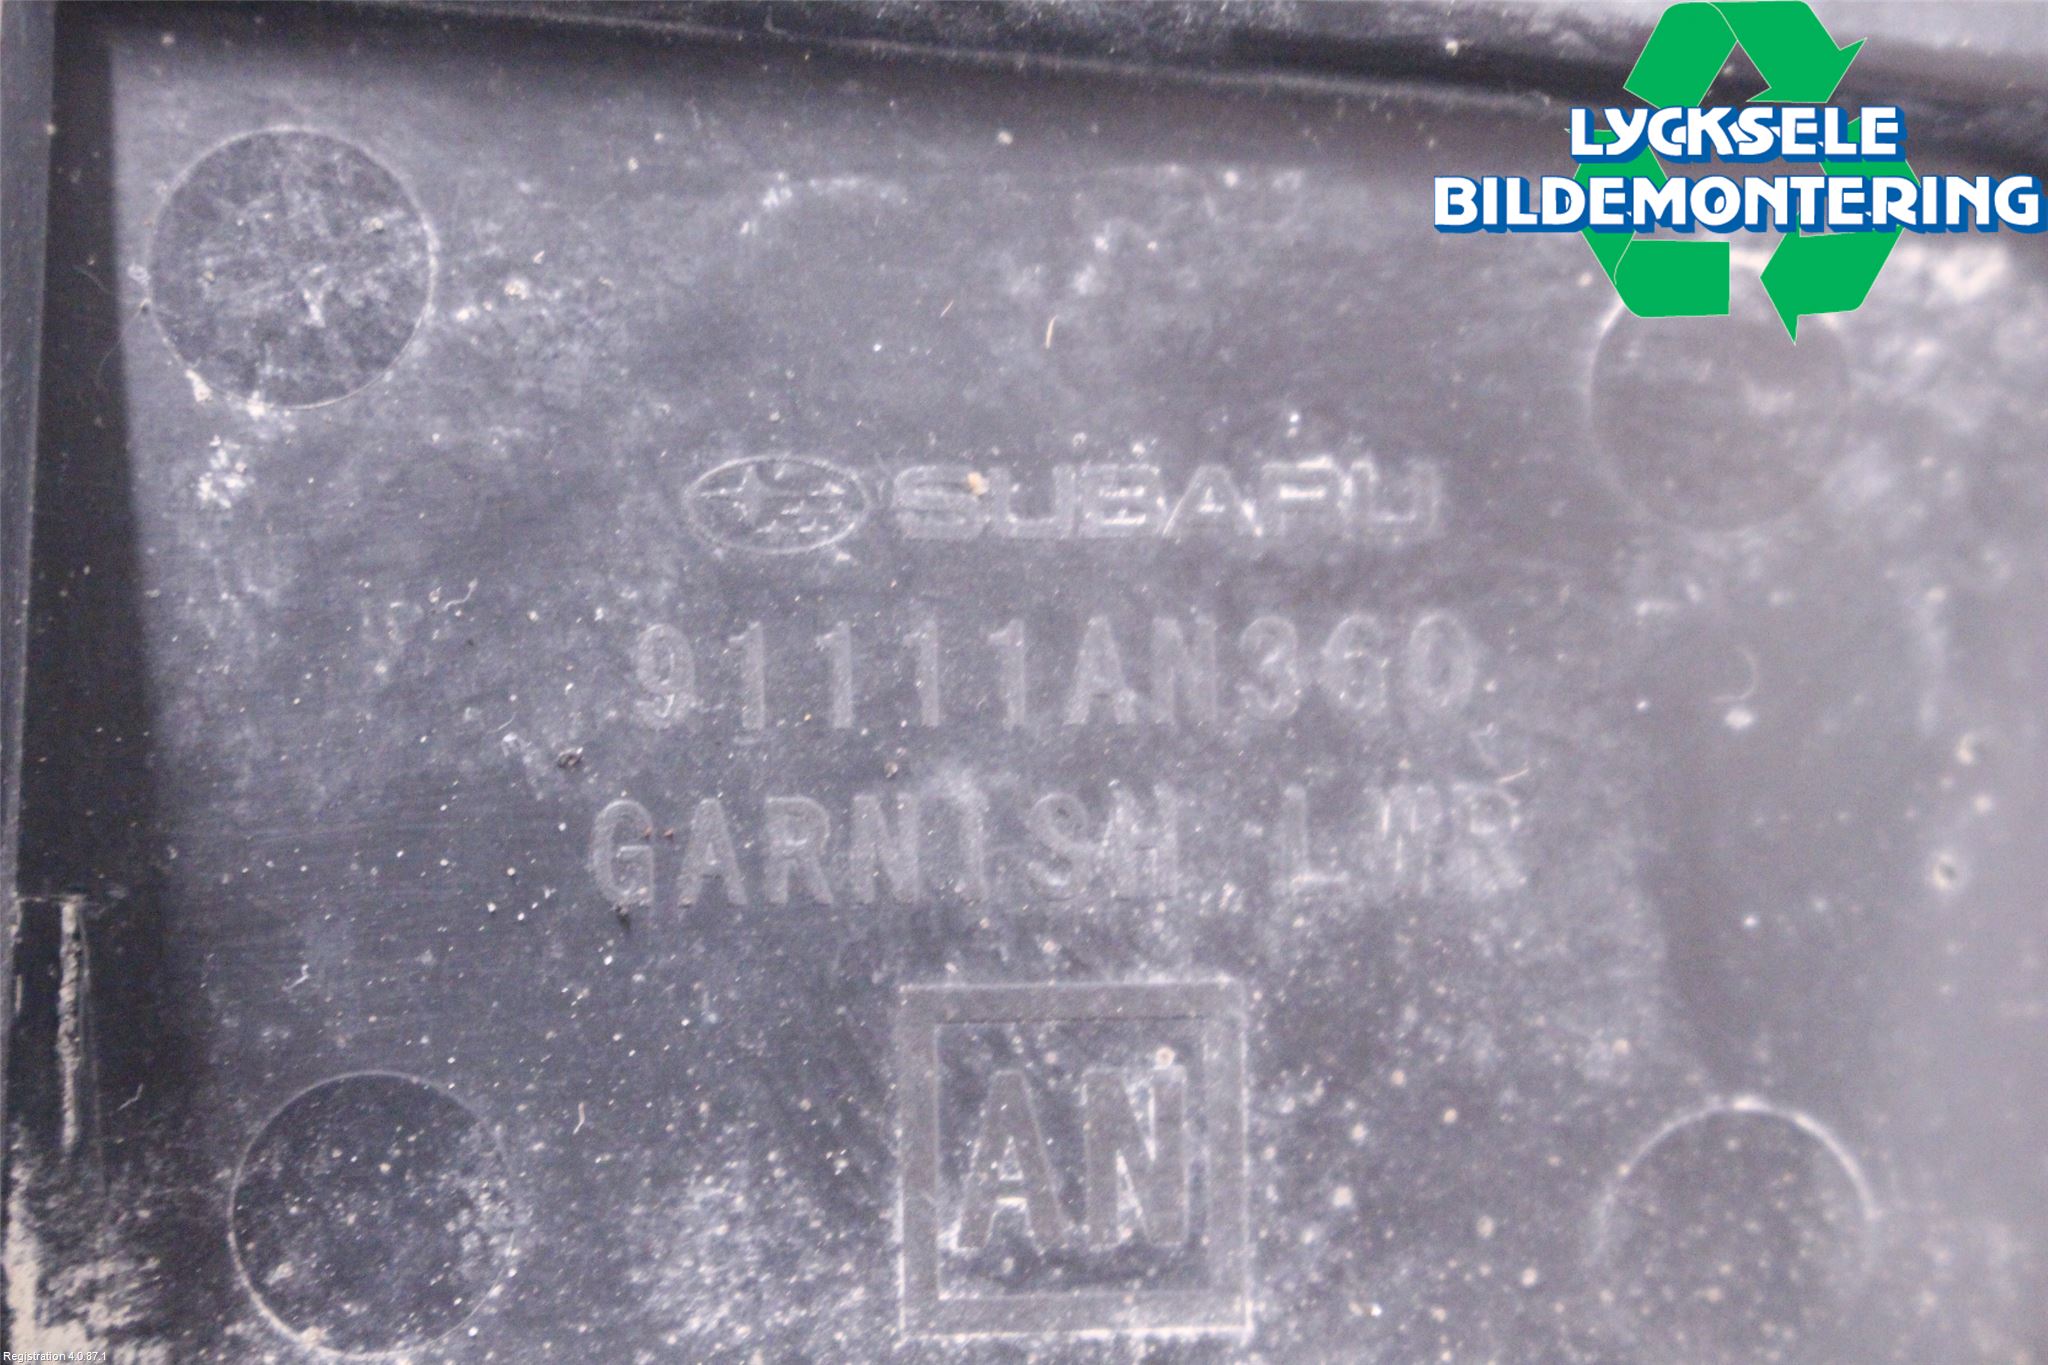 LYCKSELE
BILDEMONTERING
SUBARU
91111AN360
GARNISH L
AN
Registration 4.0.87.1